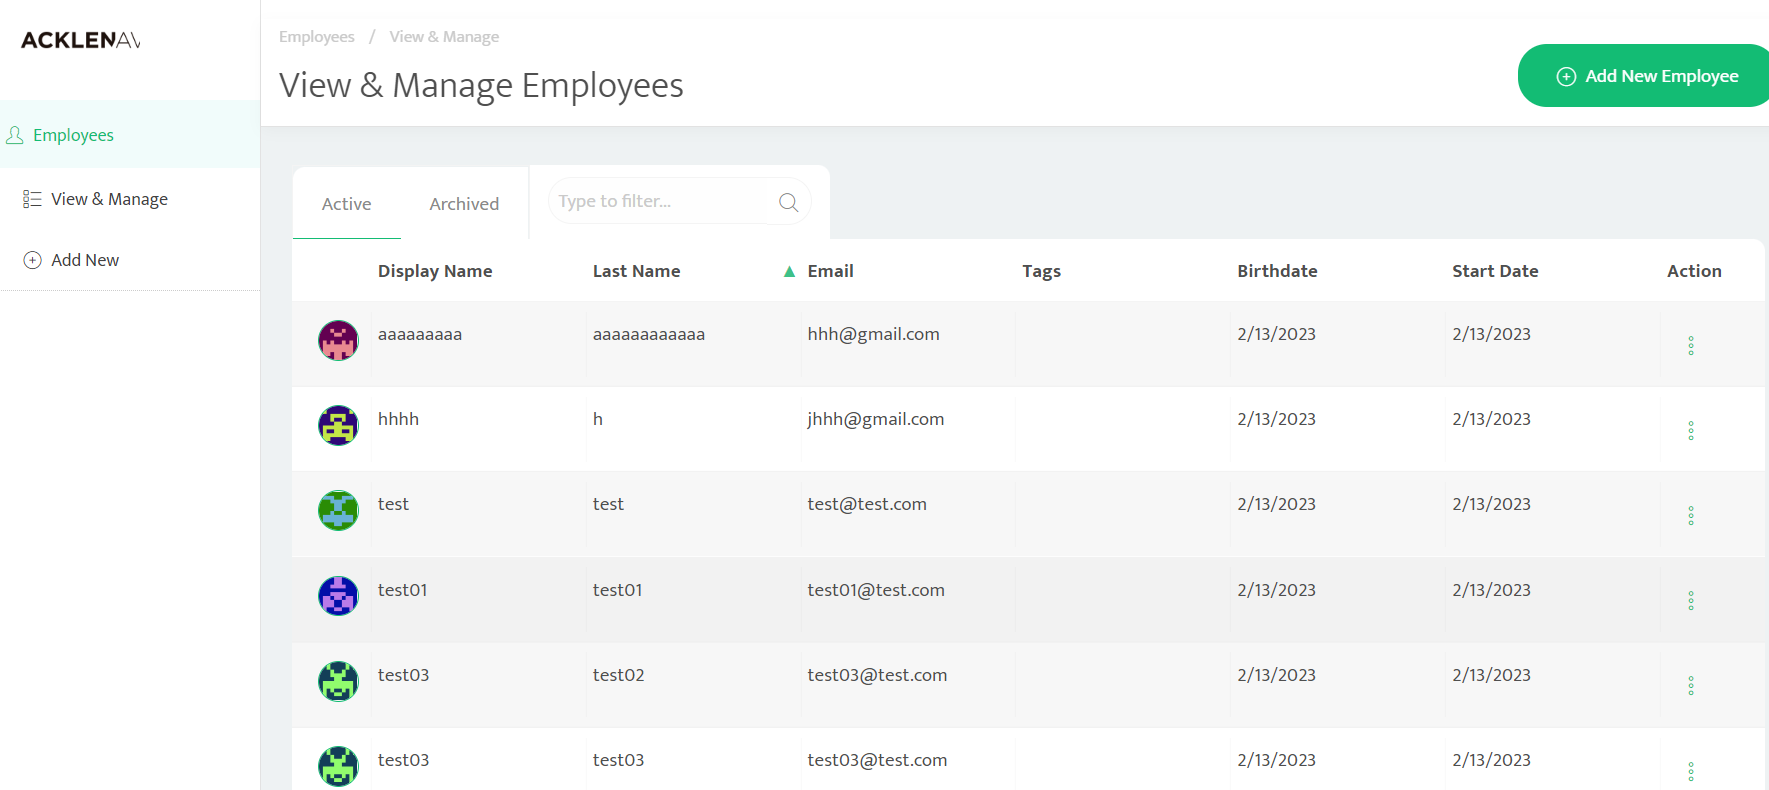 ACKLENAV
Employees / View & Manage
View & Manage Employees
Add New Employee
Employees
View & Manage
Add New
Active Archived Type to filter...
Display Name Last Name ▲ Email Tags Birthdate Start Date Action
aaaaaaaaa aaaaaaaaaaaa hhh@gmail.com 2/13/2023 2/13/2023
hhhh h jhhh@gmail.com 2/13/2023 2/13/2023
test test test@test.com 2/13/2023 2/13/2023
test01 test01 test01@test.com 2/13/2023 2/13/2023
test03 test02 test03@test.com 2/13/2023 2/13/2023
test03 test03 test03@test.com 2/13/2023 2/13/2023